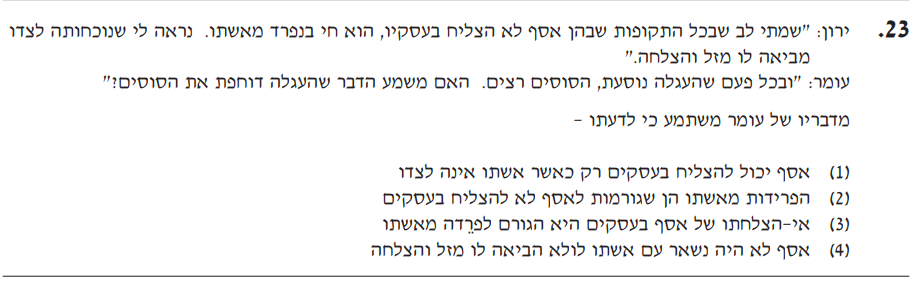 23. ירון: "שמתי לב שבכל התקופות שבהן אסף לא הצליח בעסקיו, הוא חי בנפרד מאשתו. נראה לי שנוכחותה לצדו
מביאה לו מזל והצלחה."
עומר: "ובכל פעם שהעגלה נוסעת, הסוסים רצים. האם משמע הדבר שהעגלה דוחפת את הסוסים?"
מדבריו של עומר משתמע כי לדעתו -
(1) אסף יכול להצליח בעסקים רק כאשר אשתו אינה לצדו
(2) הפרידות מאשתו הן שגורמות לאסף לא להצליח בעסקים
(3) אי-הצלחתו של אסף בעסקים היא הגורם לפרֵדה מאשתו
(4) אסף לא היה נשאר עם אשתו לולא הביאה לו מזל והצלחה